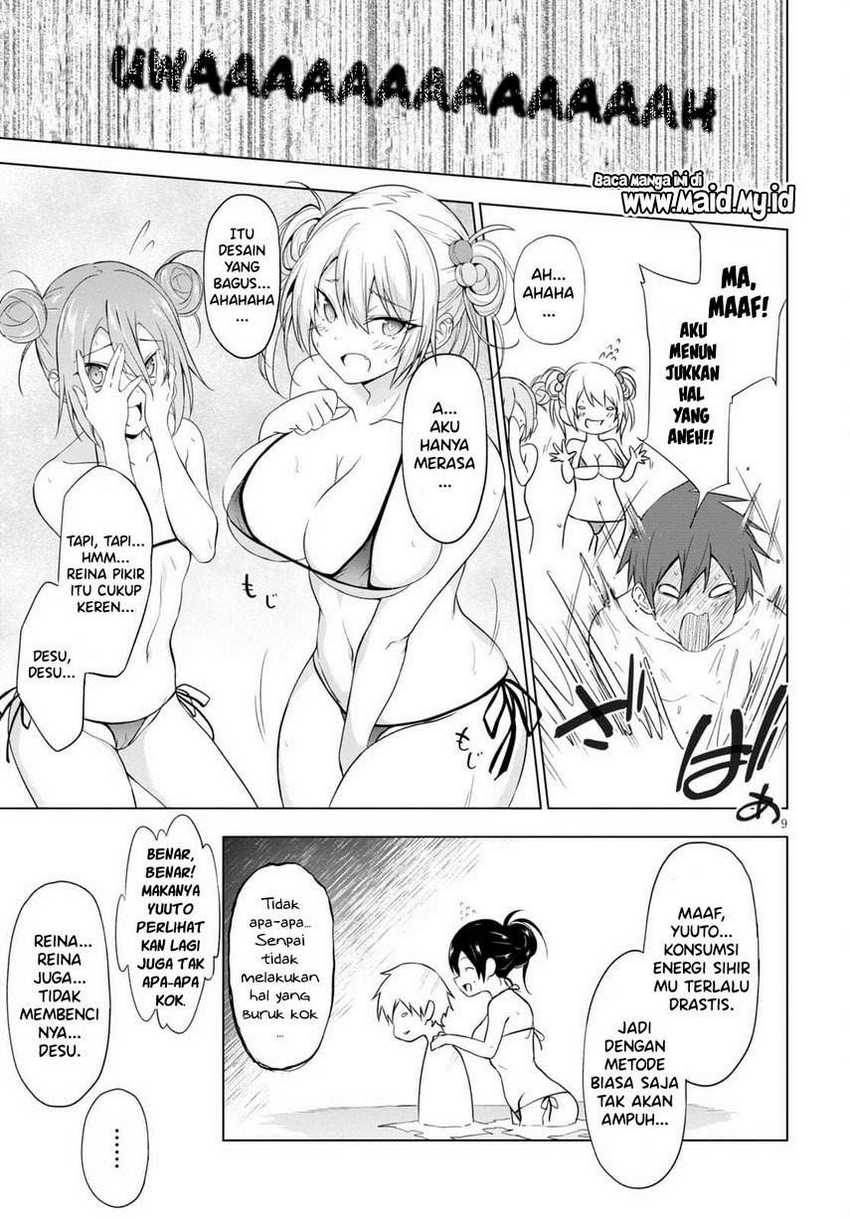 UWAAAAAAAAAAAAAAH
Baca Manga ini di
www.Maid.My.id
MA,
MAAF!
AKU
MENUN
JUKKAN
HAL
YANG
ANEH!!
AH...
AHAHA
...
ITU
DESAIN
YANG
BAGUS...
AHAHAHA
...
A...
AKU
HANYA
MERASA
...
TAPI, TAPI...
HMM...
REINA PIKIR
ITU CUKUP
KEREN...
DESU,
DESU...
もじ
もじ
ざばぁ
9
MAAF,
YUUTO...
KONSUMSI
ENERGI SIHIR
MU TERLALU
DRASTIS.
JADI
DENGAN
METODE
BIASA SAJA
TAK AKAN
AMPUH...
Tidak
apa-apa...
Senpai
tidak
melakukan
hal yang
buruk kok
...
BENAR,
BENAR!
MAKANYA
YUUTO
PERLIHAT
KAN LAGI
JUGA TAK
APA-APA
KOK.
REINA...
REINA
JUGA...
TIDAK
MEMBENCI
NYA...
DESU.
......